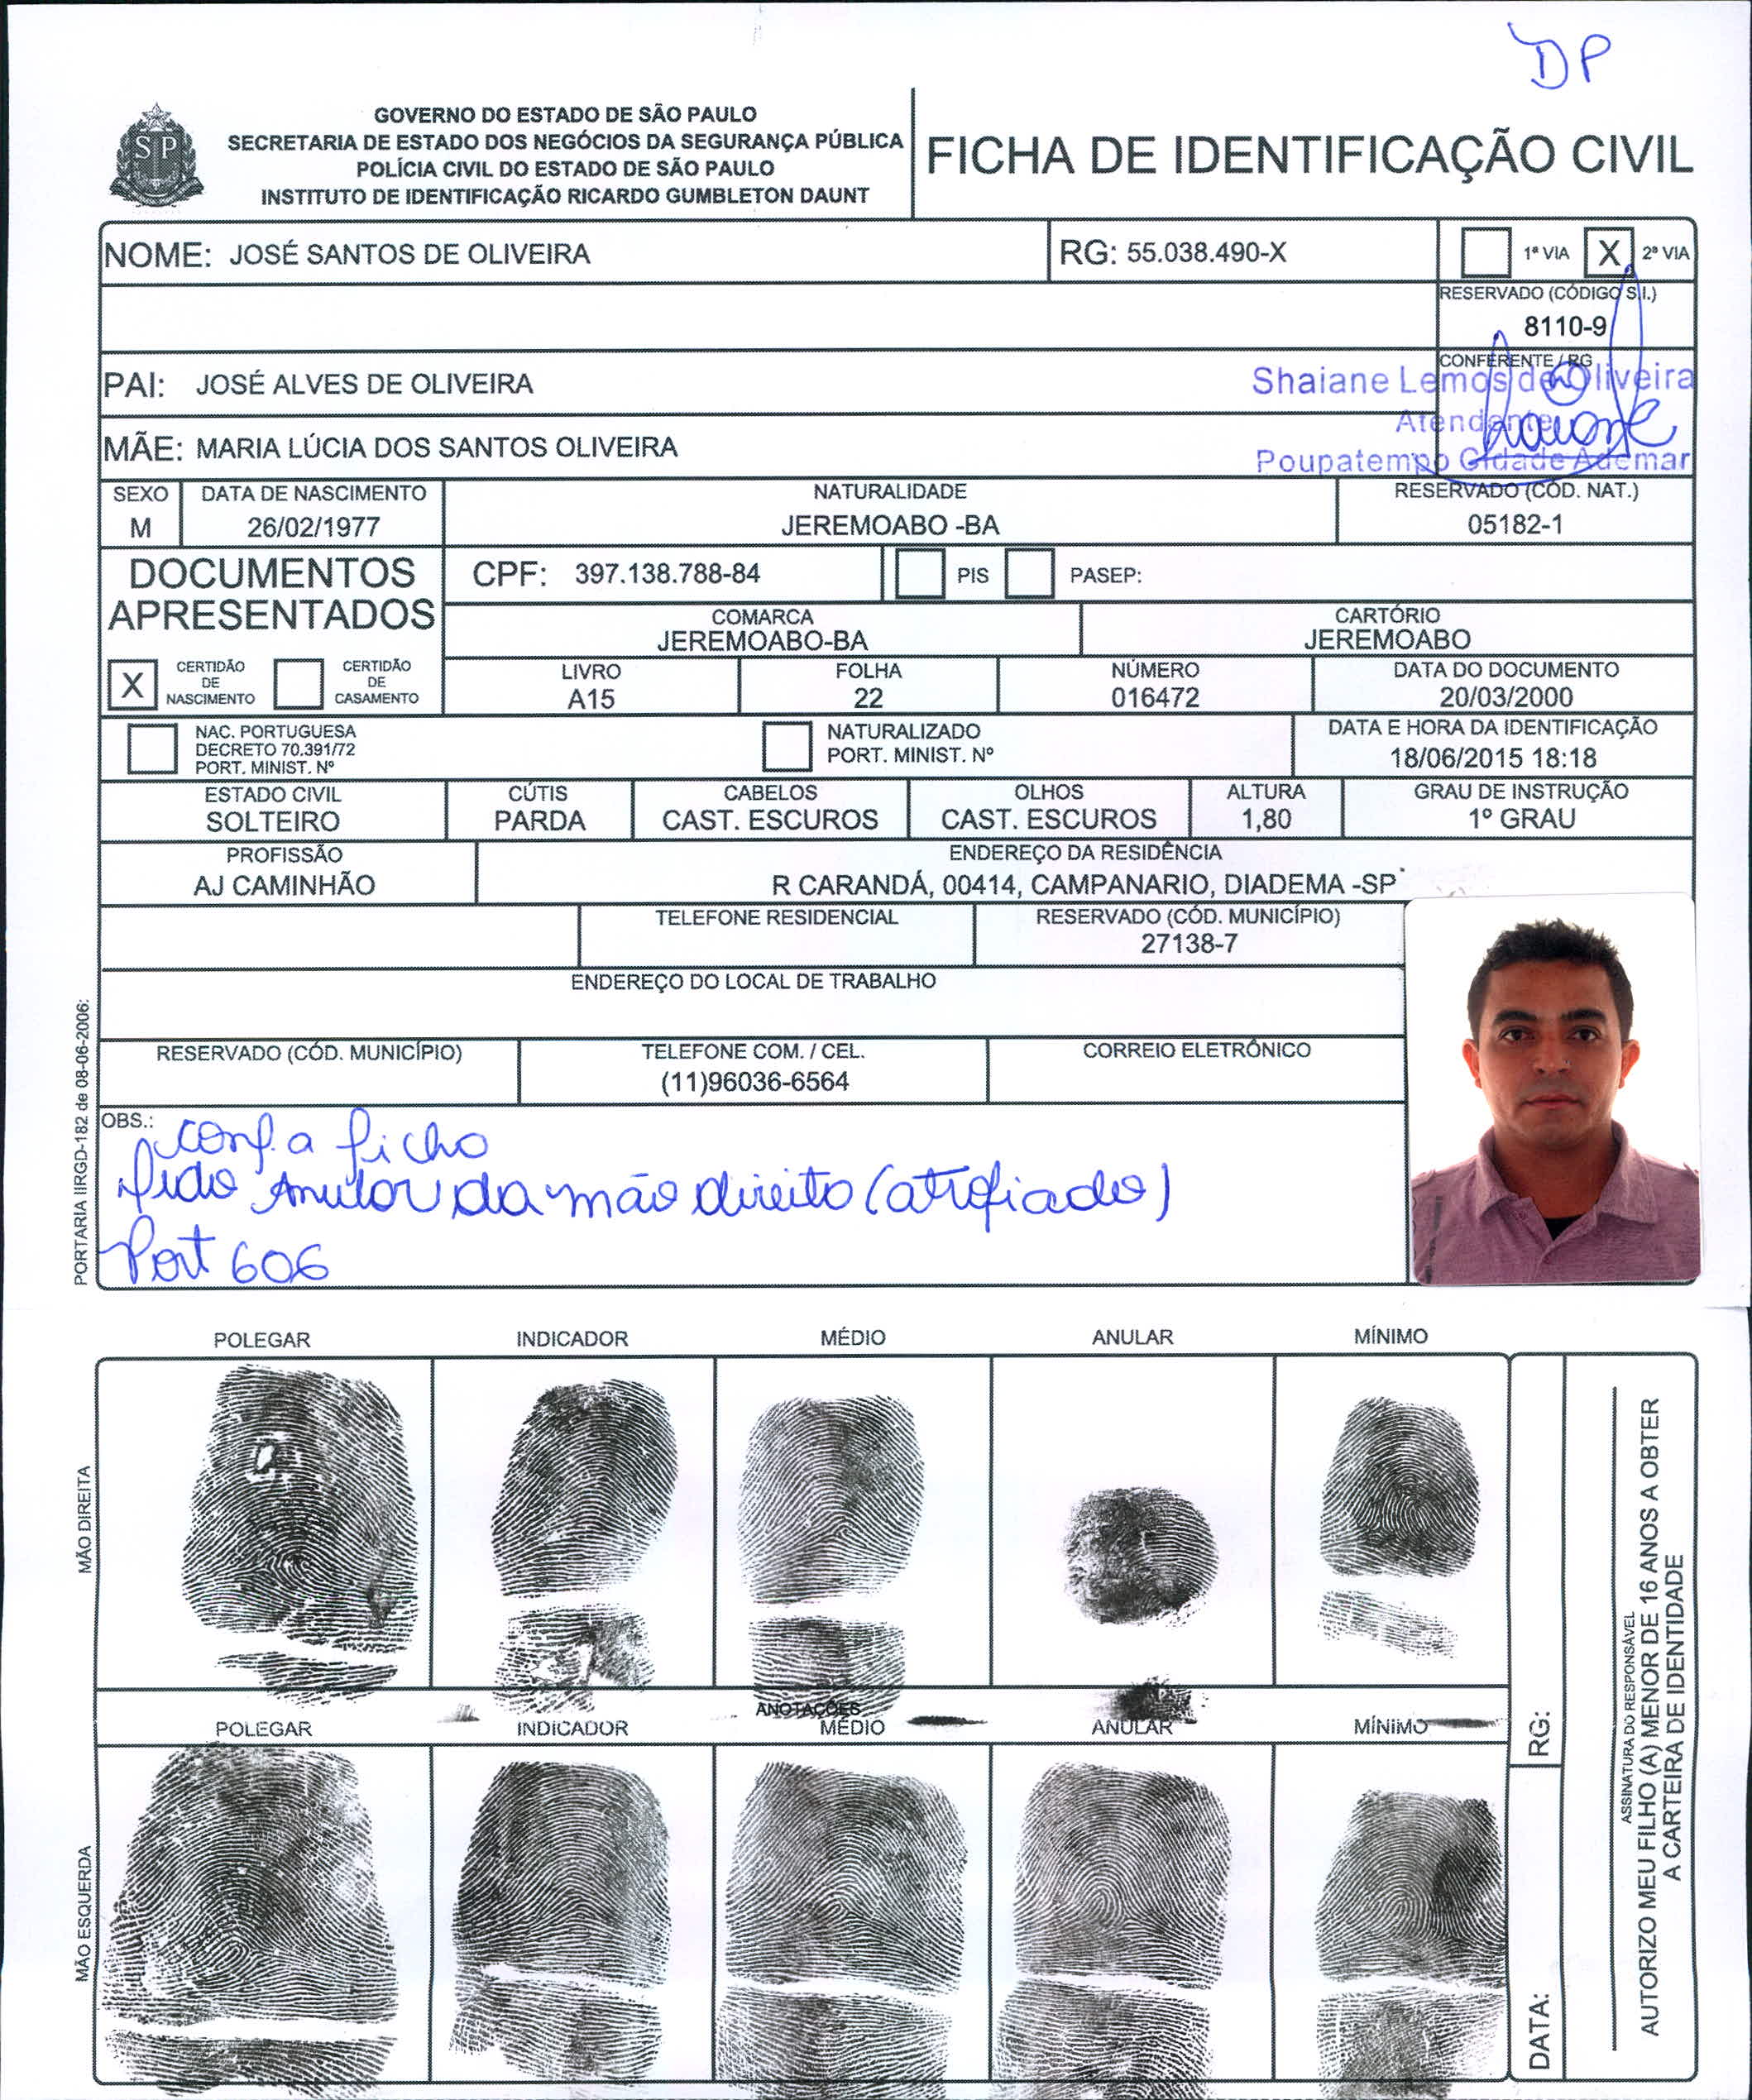 DP
GOVERNO DO ESTADO DE SÃO PAULO
SECRETARIA DE ESTADO DOS NEGÓCIOS DA SEGURANÇA PÚBLICA
POLÍCIA CIVIL DO ESTADO DE SÃO PAULO
INSTITUTO DE IDENTIFICAÇÃO RICARDO GUMBLETON DAUNT
SP
FICHA DE IDENTIFICAÇÃO CIVIL
NOME: JOSÉ SANTOS DE OLIVEIRA
RG: 55.038.490-X
1ª VIA X 2ª VIA
RESERVADO (CÓDIGO S.I.)
8110-9
PAI: JOSÉ ALVES DE OLIVEIRA
CONFERENTE / RG
Shaiane Lemos de Oliveira
Atendente
Poupatempo Cidade Ademar
MÃE: MARIA LÚCIA DOS SANTOS OLIVEIRA
SEXO
M
DATA DE NASCIMENTO
26/02/1977
NATURALIDADE
JEREMOABO -BA
RESERVADO (CÓD. NAT.)
05182-1
DOCUMENTOS
APRESENTADOS
CPF: 397.138.788-84
PIS
PASEP:
COMARCA
JEREMOABO-BA
CARTÓRIO
JEREMOABO
X
CERTIDÃO
DE
NASCIMENTO
CERTIDÃO
DE
CASAMENTO
LIVRO
A15
FOLHA
22
NÚMERO
016472
DATA DO DOCUMENTO
20/03/2000
NAC. PORTUGUESA
DECRETO 70.391/72
PORT. MINIST. Nº
NATURALIZADO
PORT. MINIST. Nº
DATA E HORA DA IDENTIFICAÇÃO
18/06/2015 18:18
ESTADO CIVIL
SOLTEIRO
CÚTIS
PARDA
CABELOS
CAST. ESCUROS
OLHOS
CAST. ESCUROS
ALTURA
1,80
GRAU DE INSTRUÇÃO
1º GRAU
PROFISSÃO
AJ CAMINHÃO
ENDEREÇO DA RESIDÊNCIA
R CARANDÁ, 00414, CAMPANARIO, DIADEMA -SP
TELEFONE RESIDENCIAL
RESERVADO (CÓD. MUNICÍPIO)
27138-7
ENDEREÇO DO LOCAL DE TRABALHO
RESERVADO (CÓD. MUNICÍPIO)
TELEFONE COM. / CEL.
(11)96036-6564
CORREIO ELETRÔNICO
OBS.:
conf. a ficha
Dedo Anular da mão direita (atrofiado)
Port 606
PORTARIA IIRGD-182 de 08-06-2006:
POLEGAR INDICADOR MÉDIO ANULAR MÍNIMO
MÃO DIREITA
ANOTAÇÕES
POLEGAR INDICADOR MÉDIO ANULAR MÍNIMO
MÃO ESQUERDA
RG:
DATA:
ASSINATURA DO RESPONSÁVEL
AUTORIZO MEU FILHO (A) MENOR DE 16 ANOS A OBTER
A CARTEIRA DE IDENTIDADE